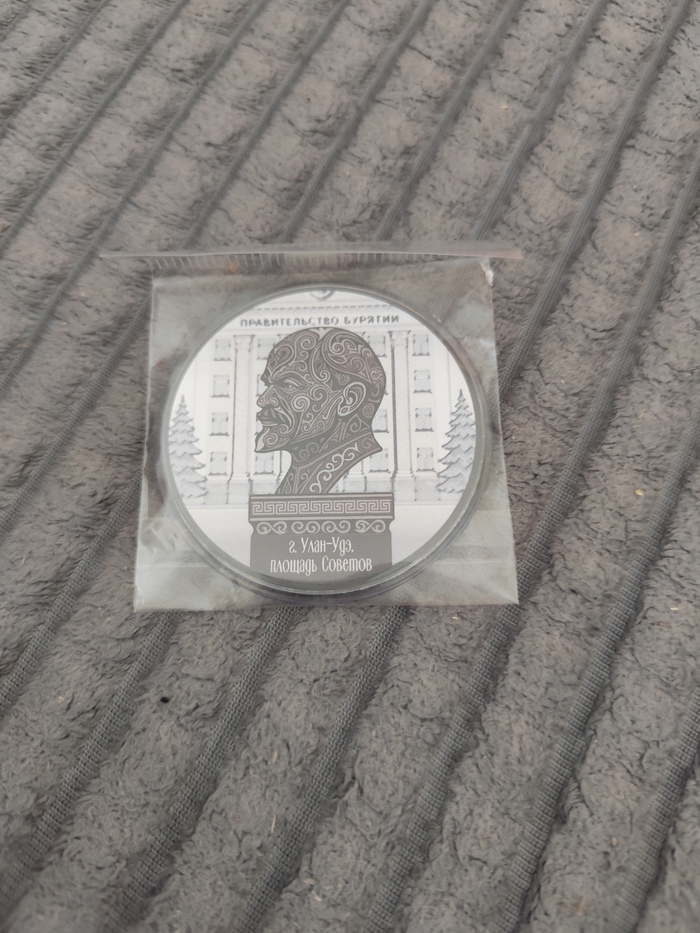 ПРАВИТЕЛЬСТВО БУРЯТИИ
г. Улан-Удэ,
площадь Советов